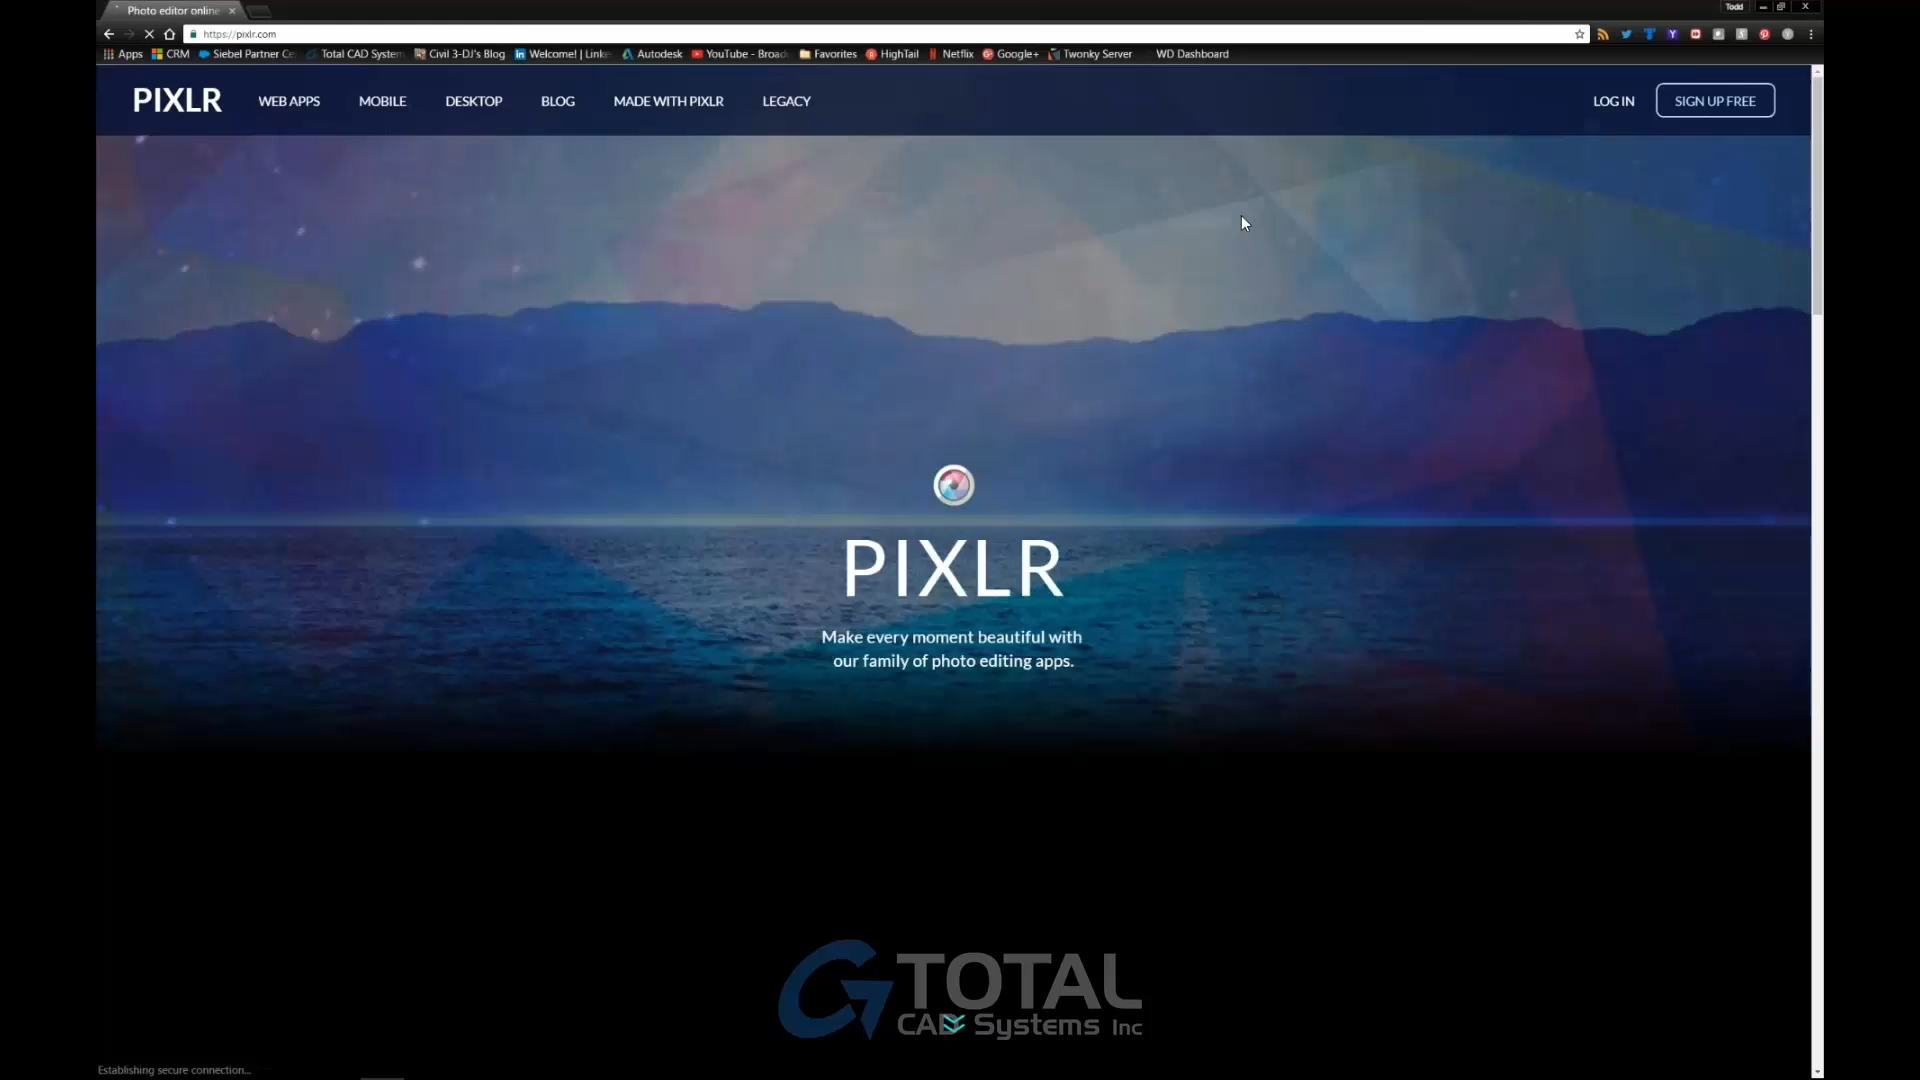 Photo editor online
Todd
https://pixlr.com
Apps CRM Siebel Partner Ce Total CAD System Civil 3-DJ's Blog Welcome! | Linke Autodesk YouTube - Broad Favorites HighTail Netflix Google+ Twonky Server WD Dashboard
PIXLR WEB APPS MOBILE DESKTOP BLOG MADE WITH PIXLR LEGACY LOG IN SIGN UP FREE
PIXLR
Make every moment beautiful with
our family of photo editing apps.
TOTAL
CAD Systems Inc
Establishing secure connection...